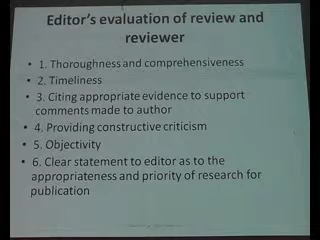 Editor's evaluation of review and
reviewer
• 1. Thoroughness and comprehensiveness
• 2. Timeliness
• 3. Citing appropriate evidence to support
comments made to author
• 4. Providing constructive criticism
• 5. Objectivity
• 6. Clear statement to editor as to the
appropriateness and priority of research for
publication